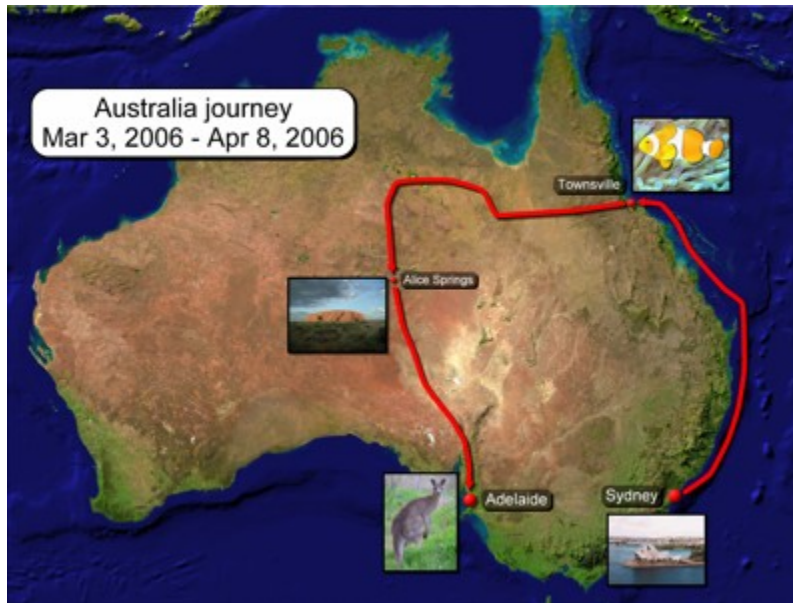 Australia journey
Mar 3, 2006 - Apr 8, 2006
Townsville
Alice Springs
Adelaide
Sydney